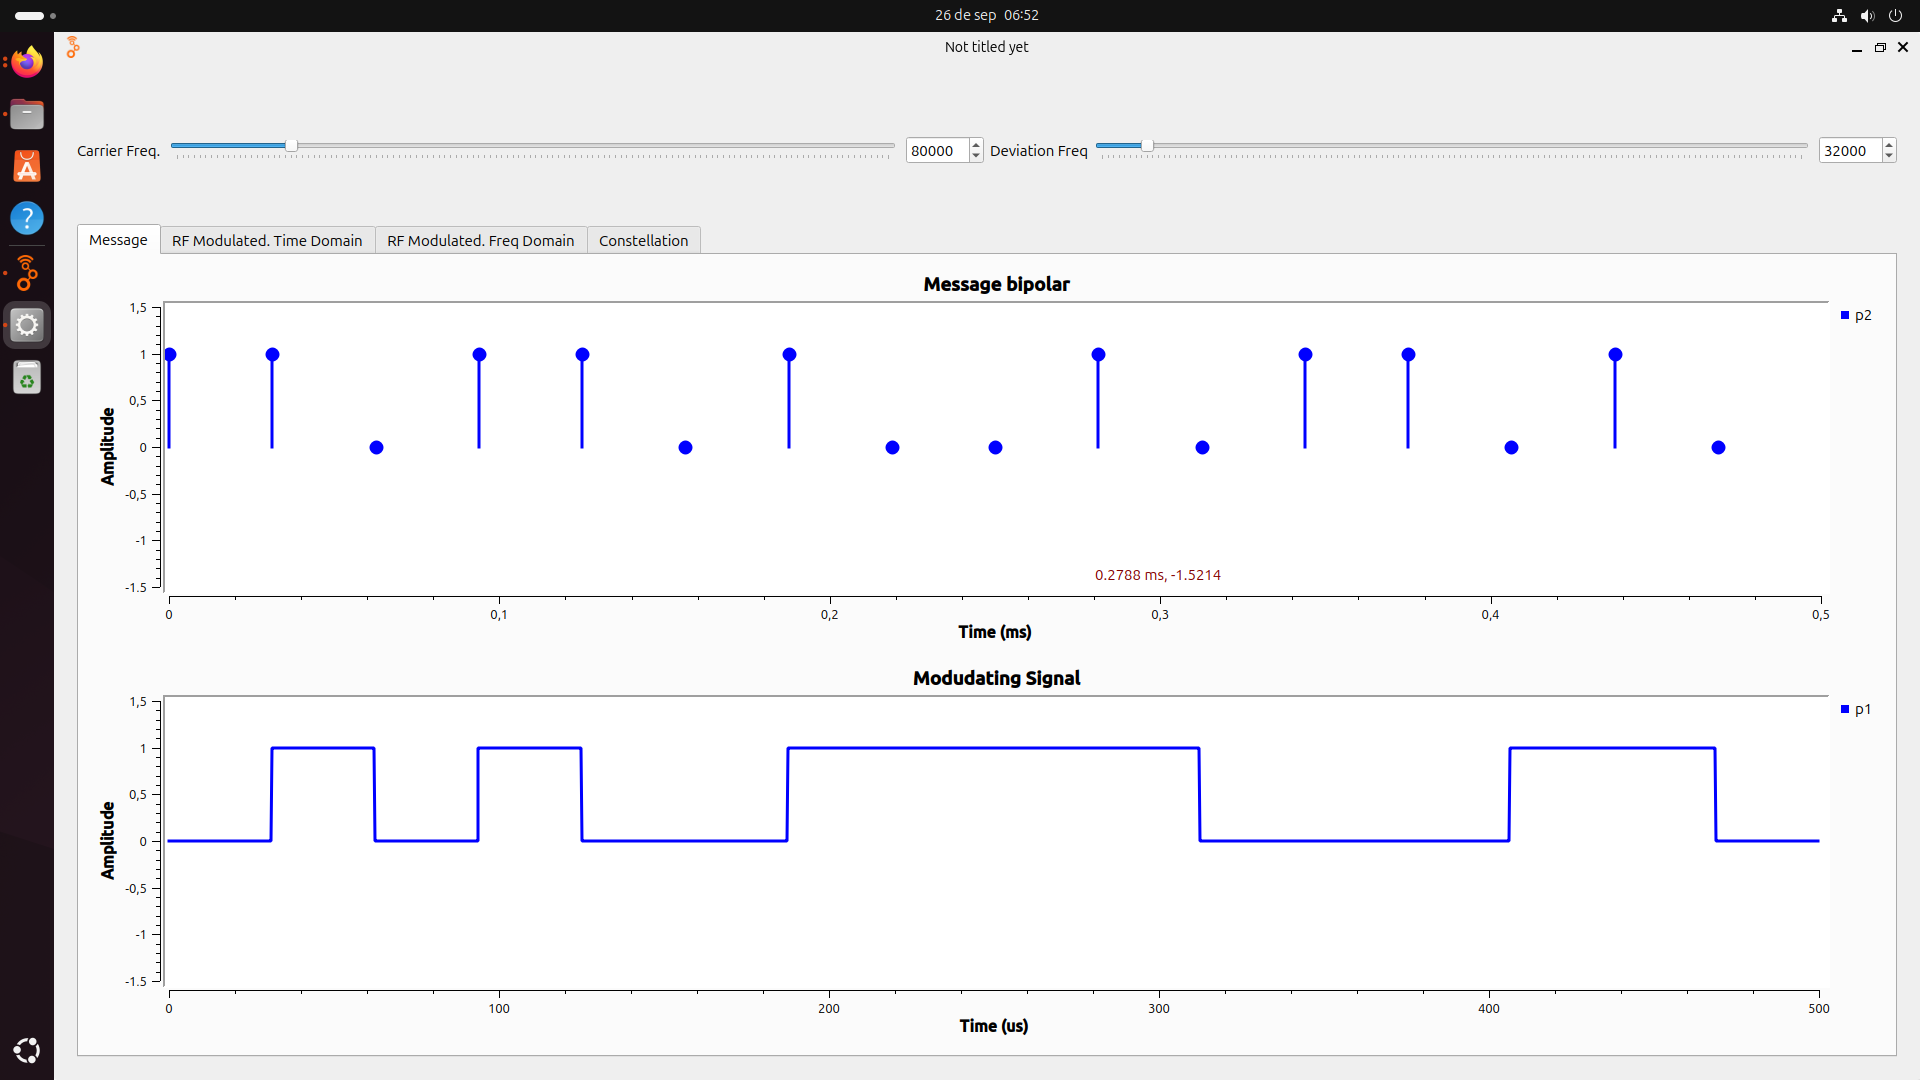 26 de sep 06:52
Not titled yet
Carrier Freq. 80000 Deviation Freq 32000
Message RF Modulated. Time Domain RF Modulated. Freq Domain Constellation
Message bipolar
1,5
1
0,5
0
-0,5
-1
-1.5
Amplitude
p2
0.2788 ms, -1.5214
0 0,1 0,2 0,3 0,4 0,5
Time (ms)
Modudating Signal
1,5
1
0,5
0
-0,5
-1
-1.5
Amplitude
p1
0 100 200 300 400 500
Time (us)